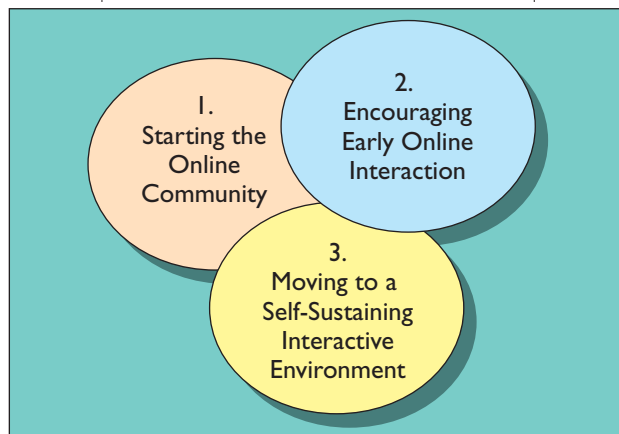 1.
Starting the
Online
Community
2.
Encouraging
Early Online
Interaction
3.
Moving to a
Self-Sustaining
Interactive
Environment